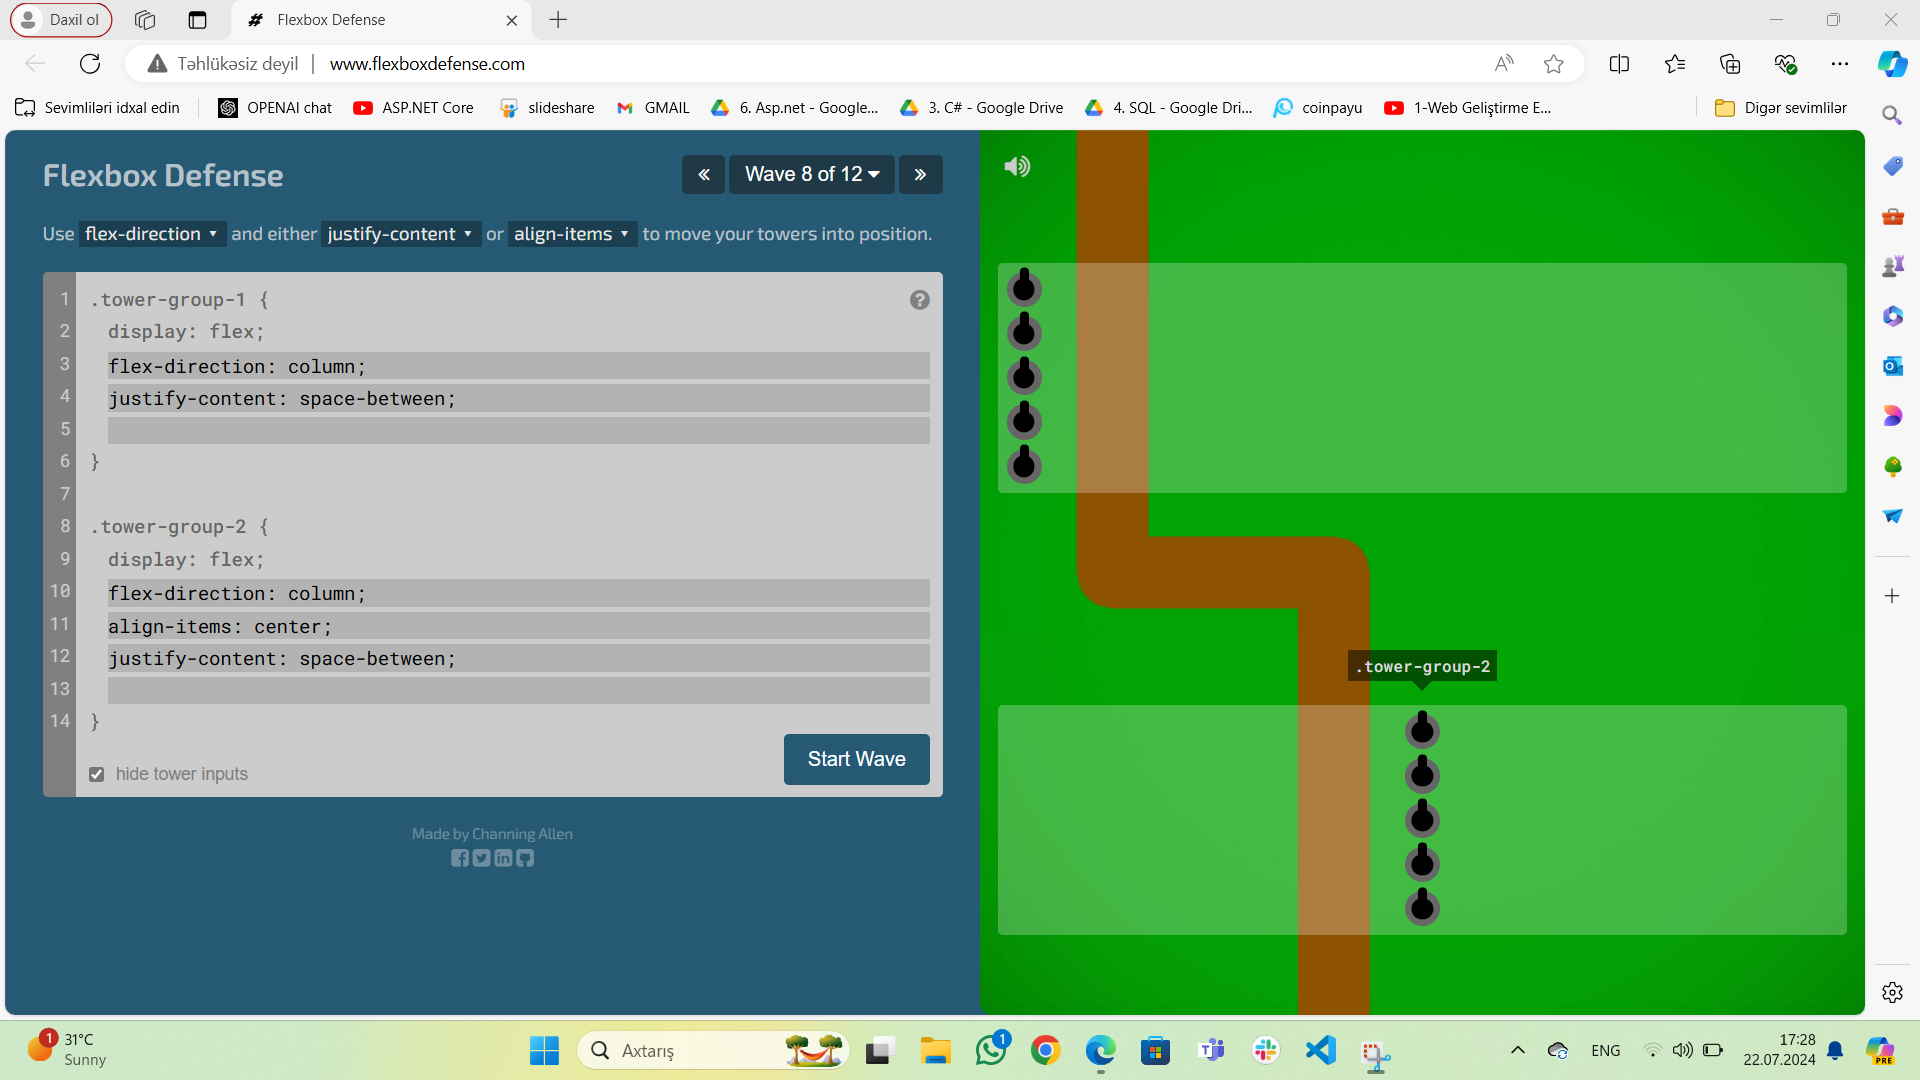 Daxil ol
Flexbox Defense
Təhlükəsiz deyil
www.flexboxdefense.com
Sevimliləri idxal edin
OPENAI chat
ASP.NET Core
slideshare
GMAIL
6. Asp.net - Google...
3. C# - Google Drive
4. SQL - Google Dri...
coinpayu
1-Web Geliştirme E...
Digər sevimlilər
Flexbox Defense
«
Wave 8 of 12
»
Use flex-direction ▾ and either justify-content ▾ or align-items ▾ to move your towers into position.
1 .tower-group-1 {
2 display: flex;
3 flex-direction: column;
4 justify-content: space-between;
5
6 }
7
8 .tower-group-2 {
9 display: flex;
10 flex-direction: column;
11 align-items: center;
12 justify-content: space-between;
13
14 }
hide tower inputs
Start Wave
Made by Channing Allen
.tower-group-2
1
31°C
Sunny
Axtarış
1
ENG
17:28
22.07.2024
PRE